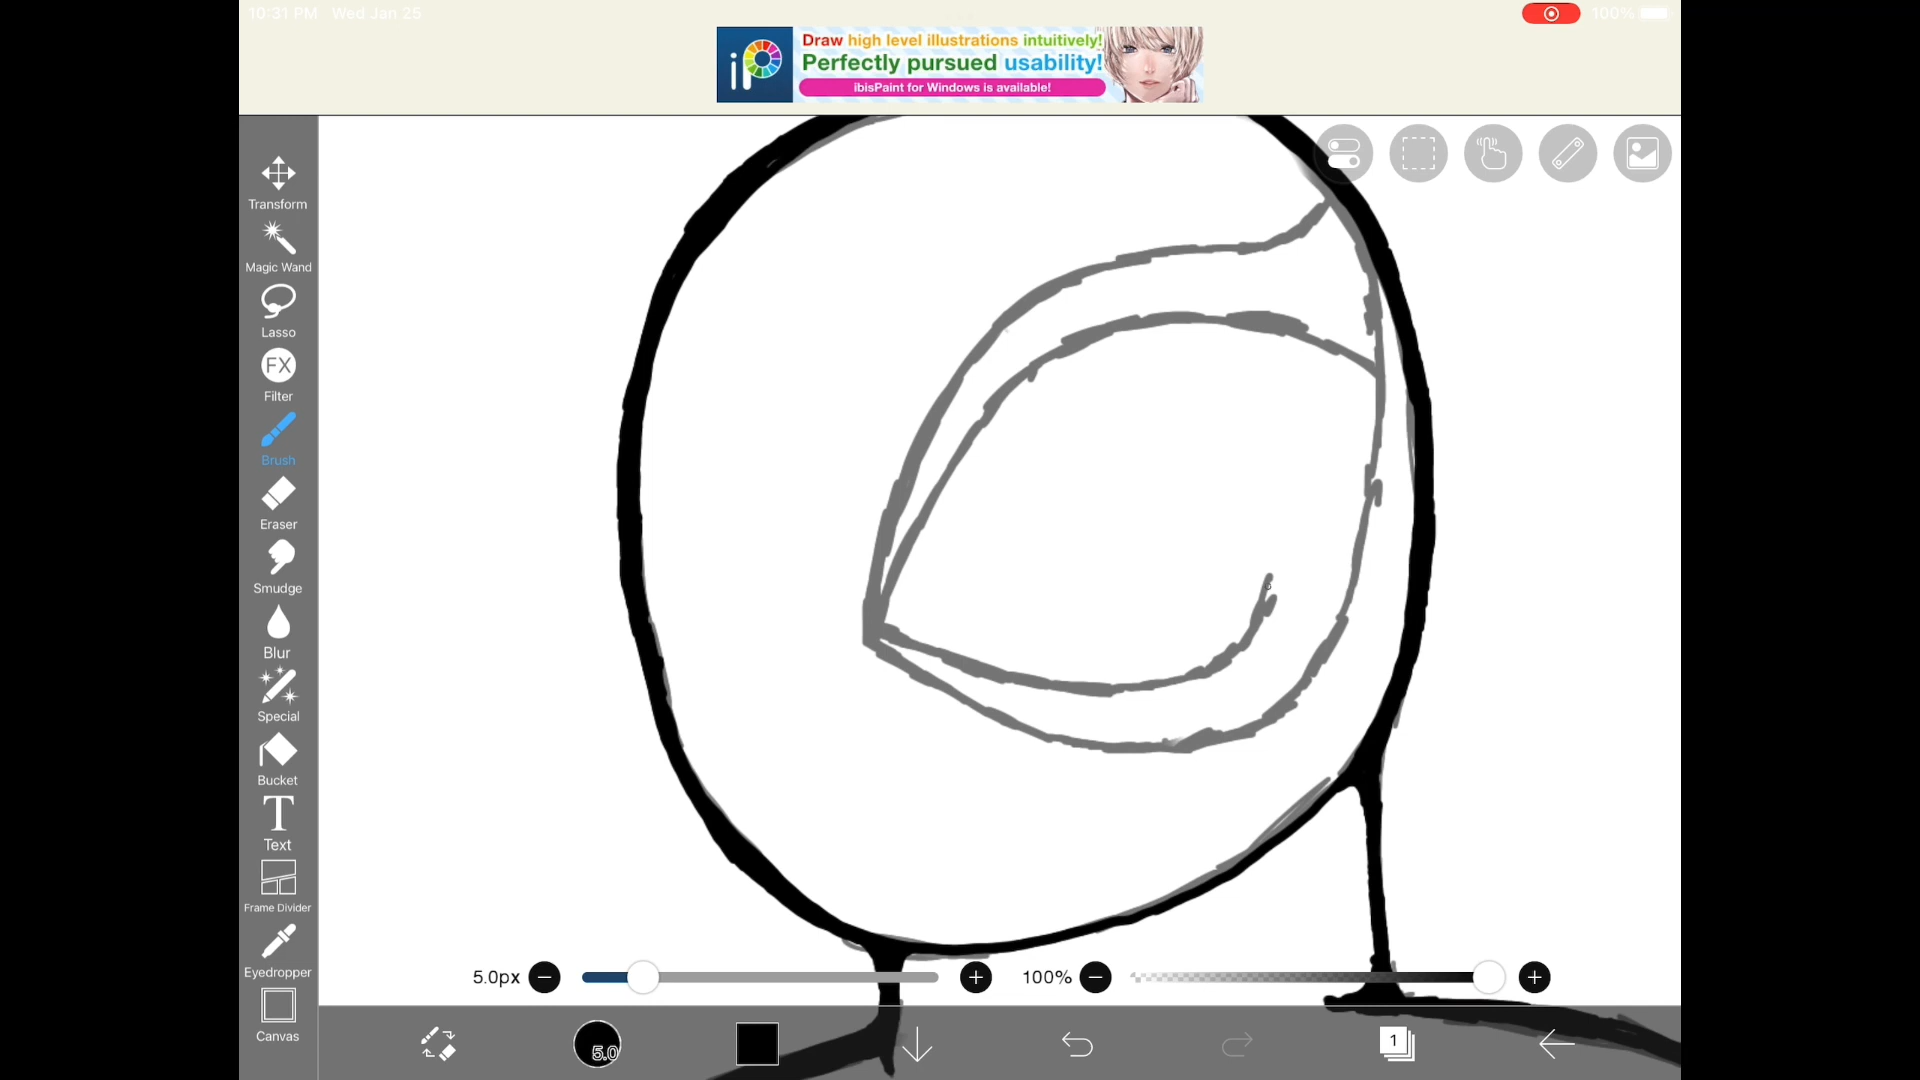 10:31 PM Wed Jan 25
100%
iP
Draw high level illustrations intuitively!
Perfectly pursued usability!
ibisPaint for Windows is available!
Transform
Magic Wand
Lasso
FX
Filter
Brush
Eraser
Smudge
Blur
Special
Bucket
T
Text
Frame Divider
Eyedropper
Canvas
5.0px
100%
5.0
1